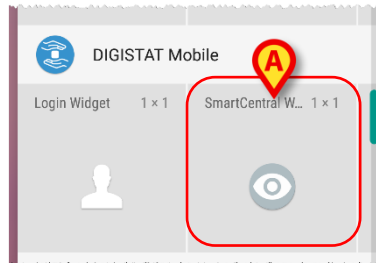 DIGISTAT Mobile
A
Login Widget 1 × 1
SmartCentral W... 1 × 1